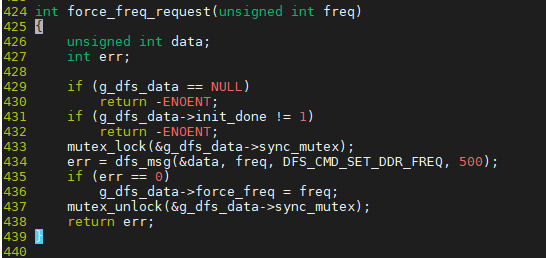 424 int force_freq_request(unsigned int freq)
425 {
426     unsigned int data;
427     int err;
428
429     if (g_dfs_data == NULL)
430         return -ENOENT;
431     if (g_dfs_data->init_done != 1)
432         return -ENOENT;
433     mutex_lock(&g_dfs_data->sync_mutex);
434     err = dfs_msg(&data, freq, DFS_CMD_SET_DDR_FREQ, 500);
435     if (err == 0)
436         g_dfs_data->force_freq = freq;
437     mutex_unlock(&g_dfs_data->sync_mutex);
438     return err;
439 }
440